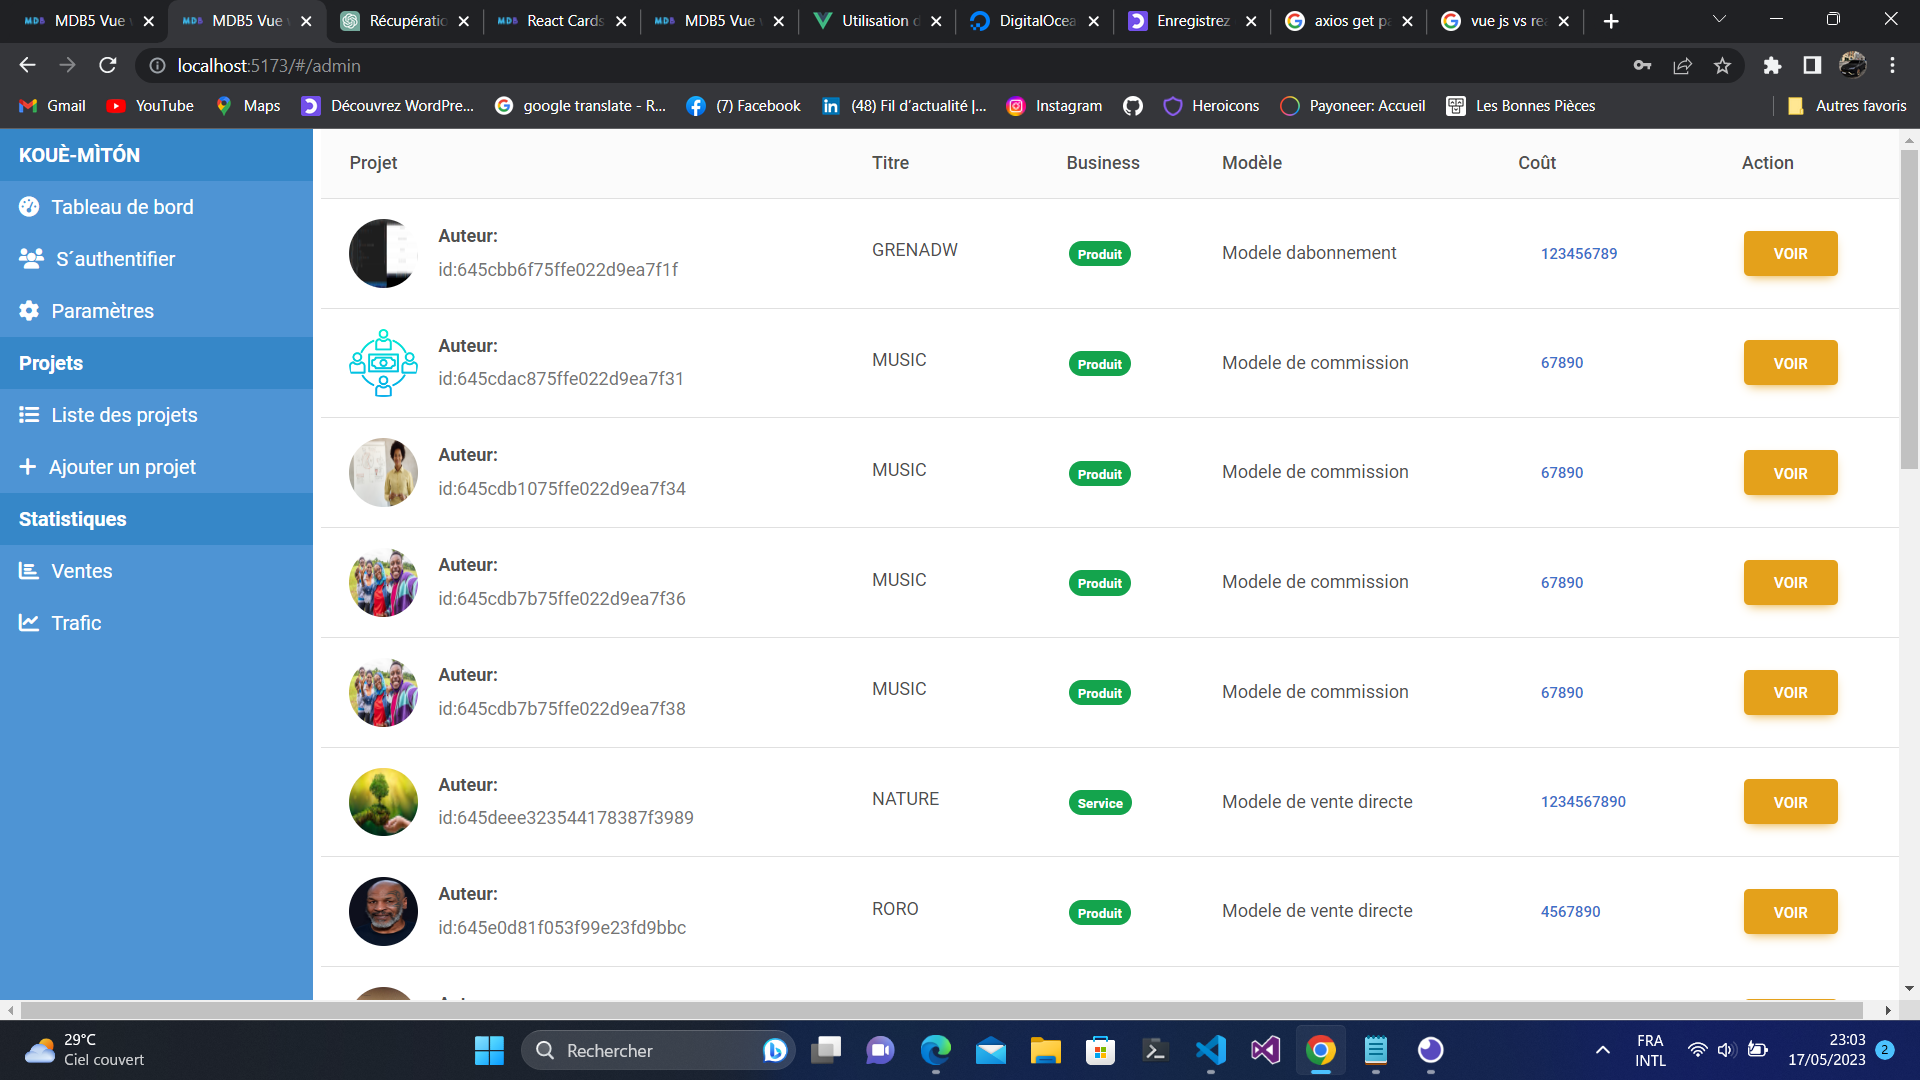 MDB5 Vue
MDB5 Vue
Récupératio
React Cards
MDB5 Vue
Utilisation d
DigitalOcea
Enregistrez
axios get pa
vue js vs rea
localhost:5173/#/admin
Gmail
YouTube
Maps
Découvrez WordPre...
google translate - R...
(7) Facebook
(48) Fil d'actualité |...
Instagram
Heroicons
Payoneer: Accueil
Les Bonnes Pièces
Autres favoris
KOUÈ-MÌTÓN
Tableau de bord
S´authentifier
Paramètres
Projets
Liste des projets
Ajouter un projet
Statistiques
Ventes
Trafic
Projet Titre Business Modèle Coût Action
Auteur:
id:645cbb6f75ffe022d9ea7f1f
GRENADW Produit Modele dabonnement 123456789 VOIR
Auteur:
id:645cdac875ffe022d9ea7f31
MUSIC Produit Modele de commission 67890 VOIR
Auteur:
id:645cdb1075ffe022d9ea7f34
MUSIC Produit Modele de commission 67890 VOIR
Auteur:
id:645cdb7b75ffe022d9ea7f36
MUSIC Produit Modele de commission 67890 VOIR
Auteur:
id:645cdb7b75ffe022d9ea7f38
MUSIC Produit Modele de commission 67890 VOIR
Auteur:
id:645deee323544178387f3989
NATURE Service Modele de vente directe 1234567890 VOIR
Auteur:
id:645e0d81f053f99e23fd9bbc
RORO Produit Modele de vente directe 4567890 VOIR
29°C
Ciel couvert
Rechercher
FRA
INTL
23:03
17/05/2023
2